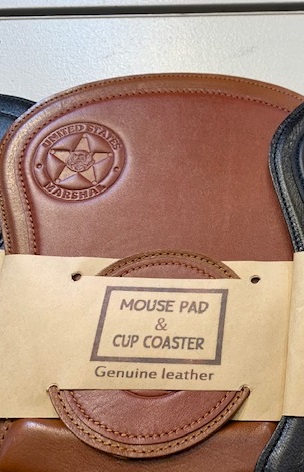 UNITED STATES
MARSHAL
MOUSE PAD
&
CUP COASTER
Genuine leather